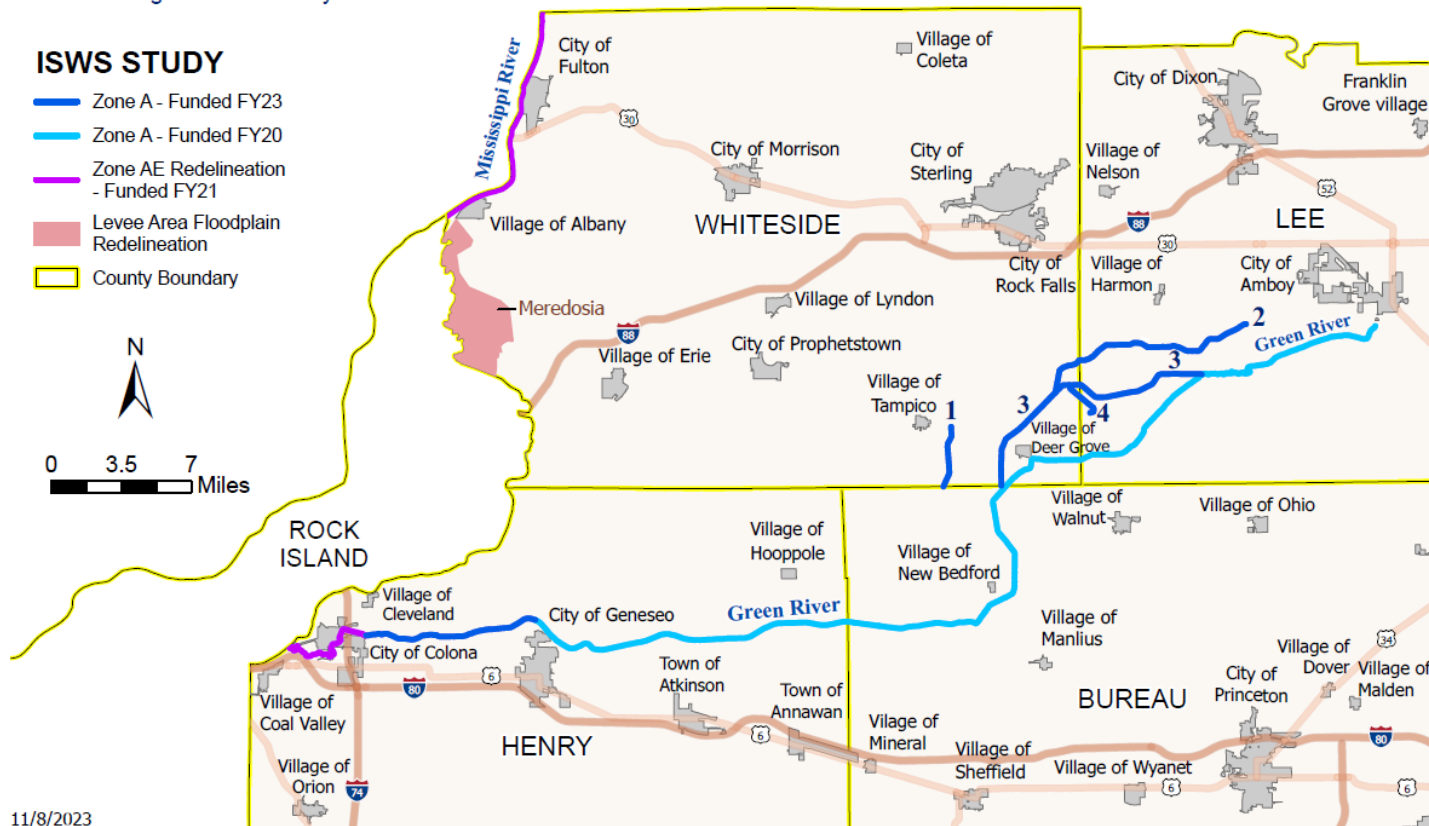 ISWS STUDY
Zone A - Funded FY23
Zone A - Funded FY20
Zone AE Redelineation
- Funded FY21
Levee Area Floodplain
Redelineation
County Boundary
N
0 3.5 7
Miles
Mississippi River
City of
Fulton
Village of
Coleta
City of Dixon
Franklin
Grove village
30
City of Morrison
City of
Sterling
Village of
Nelson
52
Village of Albany
WHITESIDE
LEE
88
30
City of
Rock Falls
Village of
Harmon
City of
Amboy
Meredosia
Village of Lyndon
88
Village of Erie
City of Prophetstown
2
Green River
3
Village of
Tampico
1
3
4
Village of
Deer Grove
ROCK
ISLAND
Village of
Hooppole
Village of
New Bedford
Village of
Walnut
Village of Ohio
Village of
Cleveland
City of Geneseo
Green River
City of Colona
Village of
Manlius
34
6
80
Village of
Coal Valley
Town of
Atkinson
Town of
Annawan
6
HENRY
Vilage of
Mineral
Village of
Sheffield
BUREAU
Village of Wyanet
6
City of
Princeton
Village of
Dover
Village of
Malden
80
6
Village of
Orion
74
11/8/2023